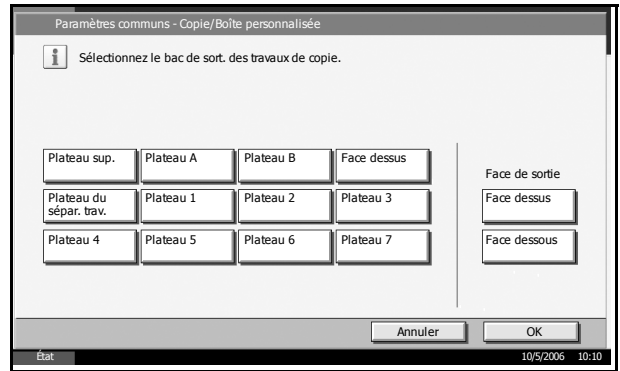 Paramètres communs - Copie/Boîte personnalisée
i
Sélectionnez le bac de sort. des travaux de copie.
Plateau sup. Plateau A Plateau B Face dessus
Face de sortie
Plateau du
sépar. trav.
Plateau 1 Plateau 2 Plateau 3 Face dessus
Plateau 4 Plateau 5 Plateau 6 Plateau 7 Face dessous
Annuler OK
État 10/5/2006 10:10